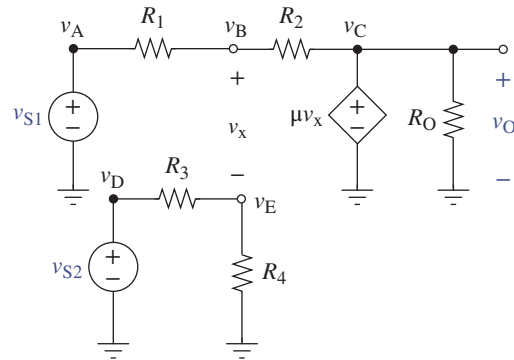 R1 R2
vA vB vC
+ +
vS1 + − vx μvx + − RO vO
− −
vD R3 vE
vS2 + − R4